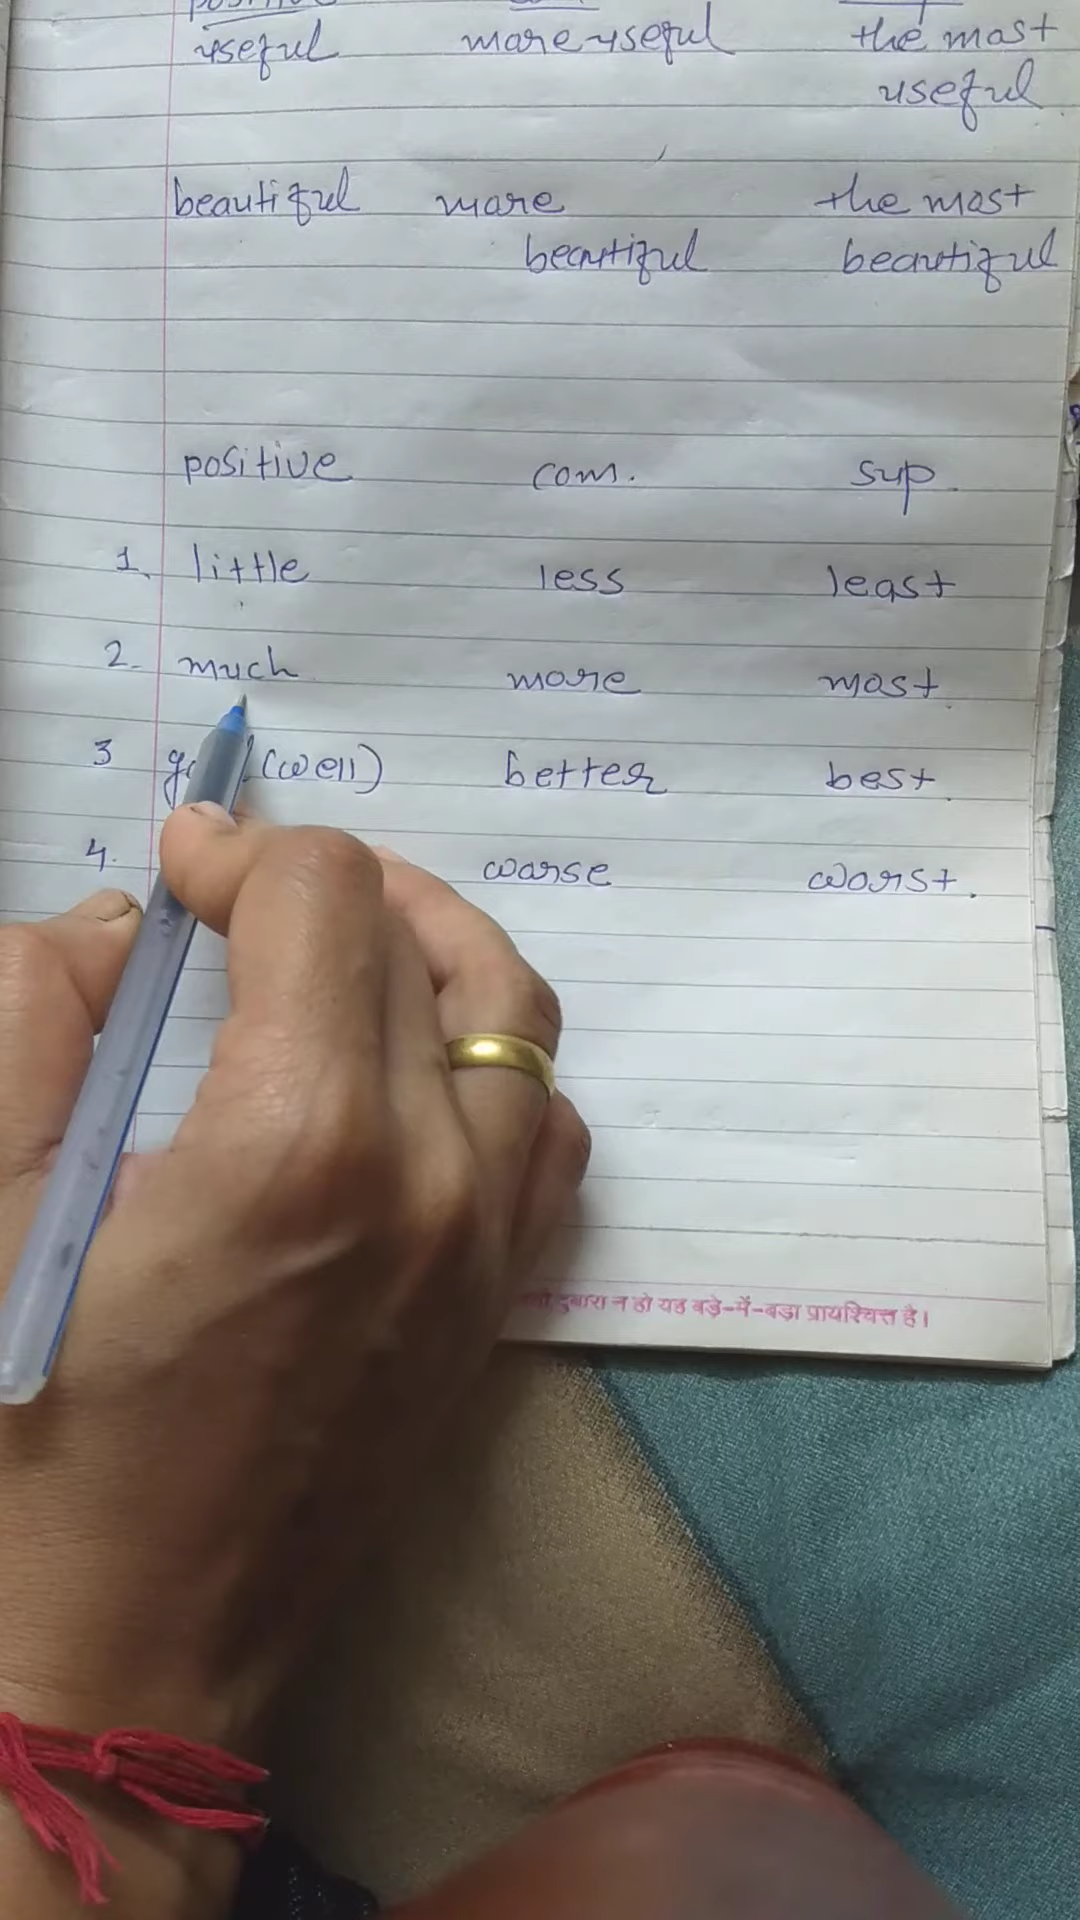 positive
useful more useful the most
useful
beautiful more the most
beautiful beautiful
positive com. sup.
1. little less least
2. much more most.
3 (well) better best.
4. worse worst.
दुबारा न हो यह बड़े-में-बड़ा प्रायश्चित्त है।